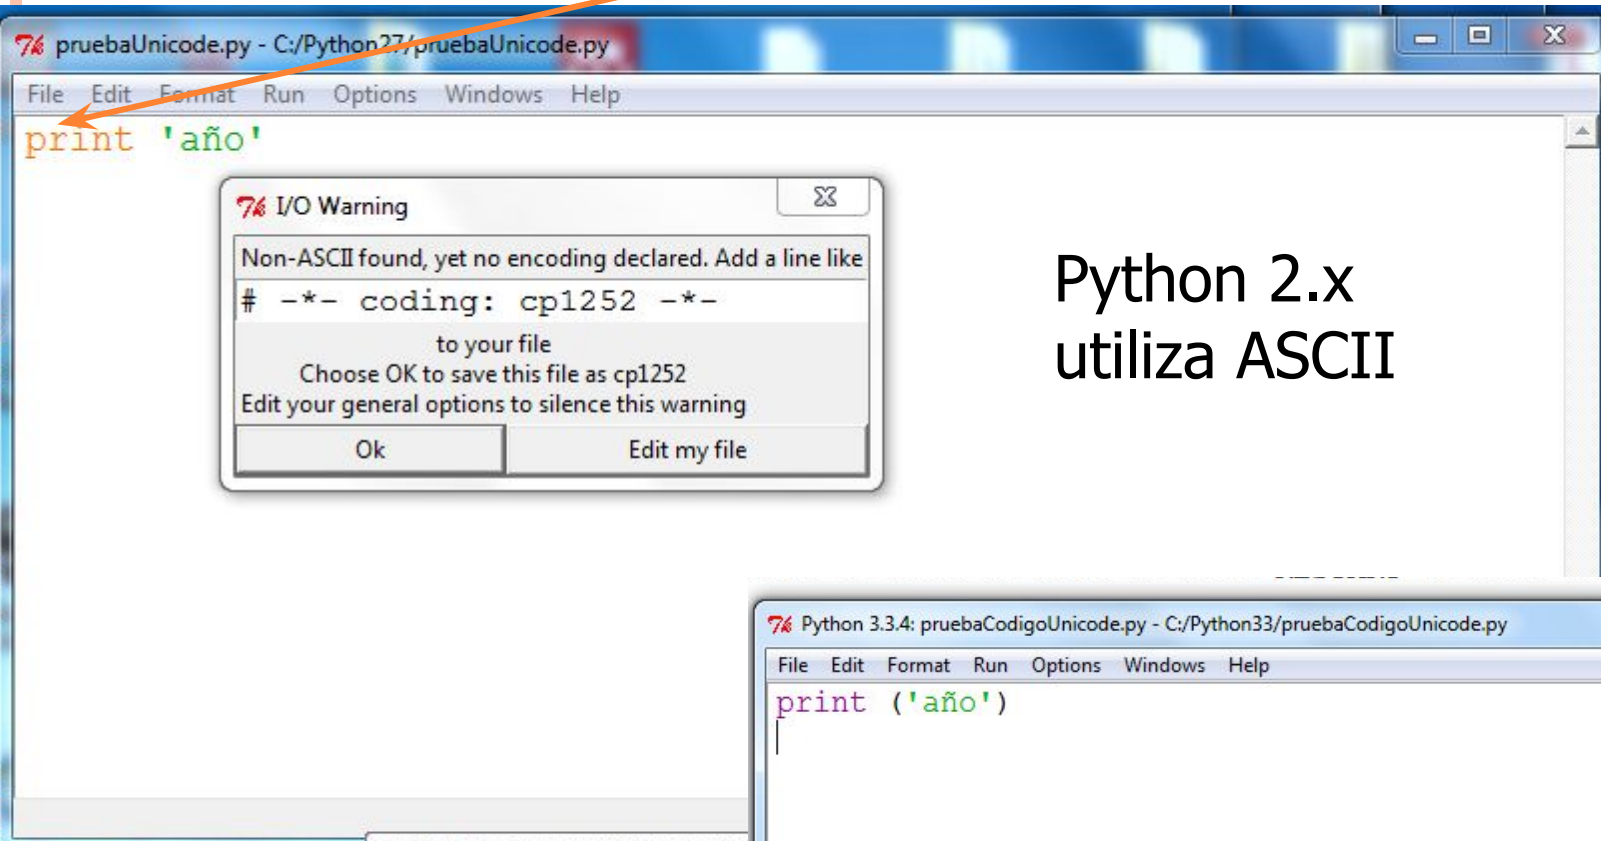 pruebaUnicode.py - C:/Python27/pruebaUnicode.py
File Edit Format Run Options Windows Help
print 'año'
I/O Warning
Non-ASCII found, yet no encoding declared. Add a line like
# -*- coding: cp1252 -*-
to your file
Choose OK to save this file as cp1252
Edit your general options to silence this warning
Ok Edit my file
Python 2.x
utiliza ASCII
Python 3.3.4: pruebaCodigoUnicode.py - C:/Python33/pruebaCodigoUnicode.py
File Edit Format Run Options Windows Help
print ('año')